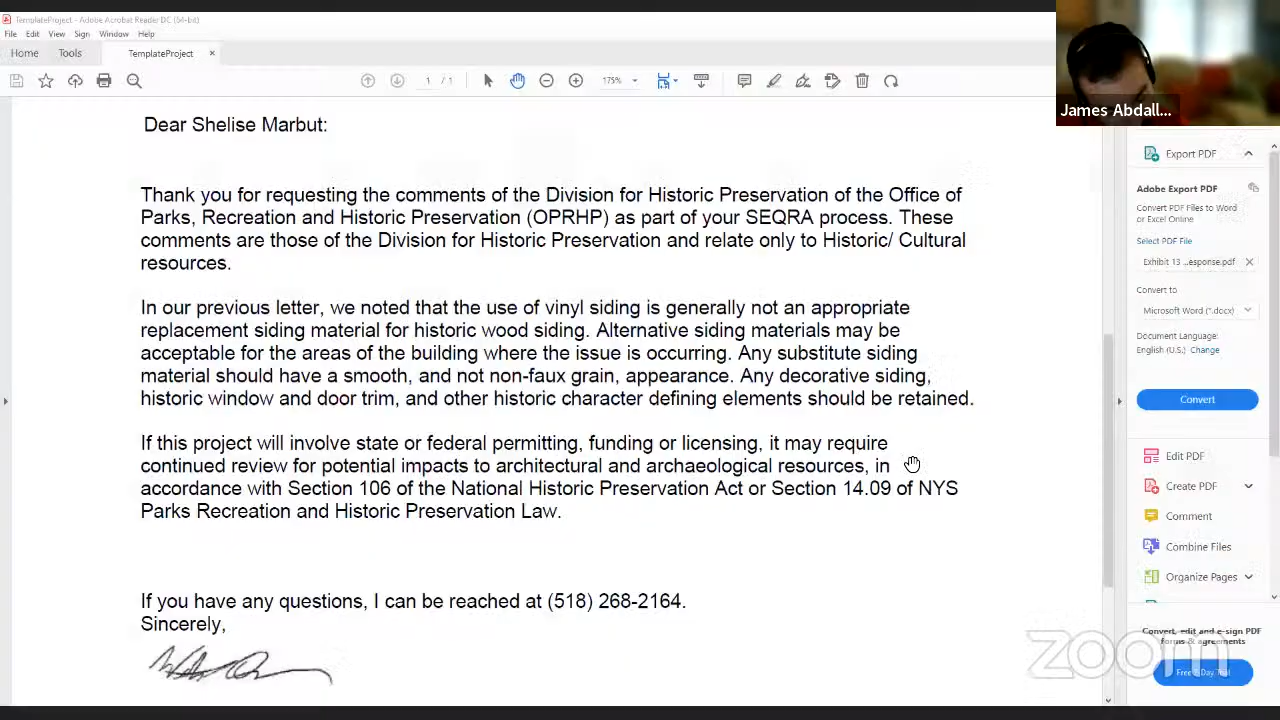 TemplateProject - Adobe Acrobat Reader DC (64-bit)
File Edit View Sign Window Help
Home Tools TemplateProject ×
1 / 1 175%
James Abdall...
Dear Shelise Marbut:
Thank you for requesting the comments of the Division for Historic Preservation of the Office of
Parks, Recreation and Historic Preservation (OPRHP) as part of your SEQRA process. These
comments are those of the Division for Historic Preservation and relate only to Historic/ Cultural
resources.
In our previous letter, we noted that the use of vinyl siding is generally not an appropriate
replacement siding material for historic wood siding. Alternative siding materials may be
acceptable for the areas of the building where the issue is occurring. Any substitute siding
material should have a smooth, and not non-faux grain, appearance. Any decorative siding,
historic window and door trim, and other historic character defining elements should be retained.
If this project will involve state or federal permitting, funding or licensing, it may require
continued review for potential impacts to architectural and archaeological resources, in
accordance with Section 106 of the National Historic Preservation Act or Section 14.09 of NYS
Parks Recreation and Historic Preservation Law.
If you have any questions, I can be reached at (518) 268-2164.
Sincerely,
Export PDF
Adobe Export PDF
Convert PDF Files to Word
or Excel Online
Select PDF File
Exhibit 13 ...esponse.pdf ×
Convert to
Microsoft Word (*.docx)
Document Language:
English (U.S.) Change
Convert
Edit PDF
Create PDF
Comment
Combine Files
Organize Pages
Convert, edit and e-sign PDF
forms & agreements
zoom